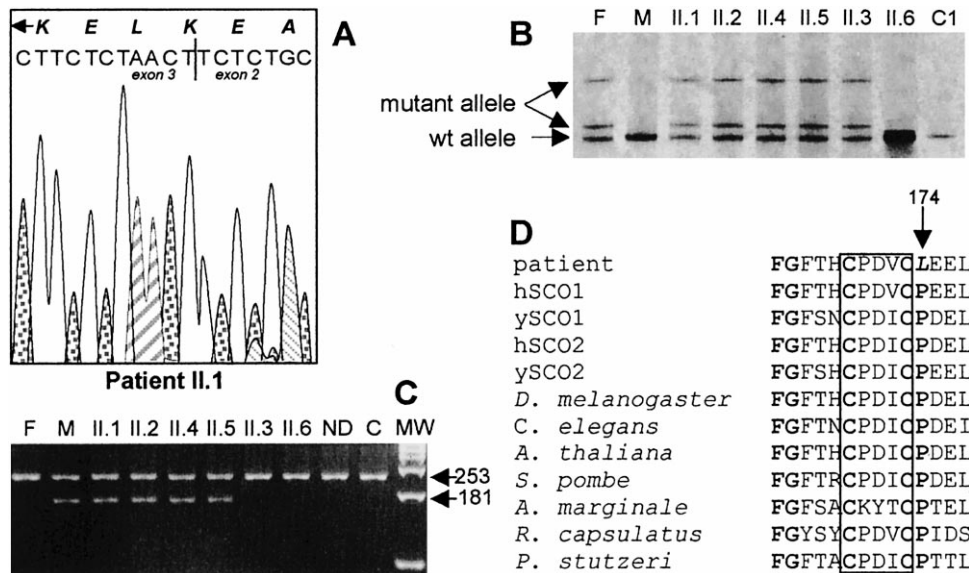 A
K E L K E A
CTTCTCTAACTTCTCTGC
exon 3 exon 2
Patient II.1
B
F M II.1 II.2 II.4 II.5 II.3 II.6 C1
mutant allele
wt allele
C
F M II.1 II.2 II.4 II.5 II.3 II.6 ND C MW
253
181
D
174
patient FGFTHCPDVCLEEL
hSCO1 FGFTHCPDVCPEEL
ySCO1 FGFSNCPDICPDEL
hSCO2 FGFTHCPDICPDEL
ySCO2 FGFSHCPDICPEEL
D. melanogaster FGFTHCPDICPDEL
C. elegans FGFTNCPDICPDEI
A. thaliana FGFTHCPDICPDEL
S. pombe FGFTRCPDICPDEL
A. marginale FGFSACKYTCPTEL
R. capsulatus FGYSYCPDVCPIDS
P. stutzeri FGFTACPDICPTTL